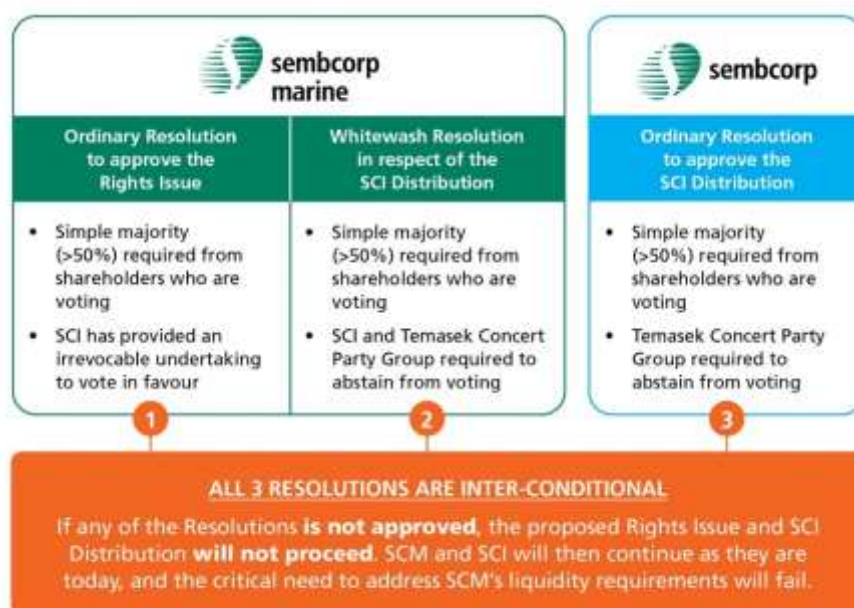 sembcorp
marine
Ordinary Resolution
to approve the
Rights Issue
• Simple majority
(>50%) required from
shareholders who are
voting
• SCI has provided an
irrevocable undertaking
to vote in favour
1
Whitewash Resolution
in respect of the
SCI Distribution
• Simple majority
(>50%) required from
shareholders who are
voting
• SCI and Temasek Concert
Party Group required to
abstain from voting
2
sembcorp
Ordinary Resolution
to approve the
SCI Distribution
• Simple majority
(>50%) required from
shareholders who are
voting
• Temasek Concert Party
Group required to
abstain from voting
3
ALL 3 RESOLUTIONS ARE INTER-CONDITIONAL
If any of the Resolutions is not approved, the proposed Rights Issue and SCI
Distribution will not proceed. SCM and SCI will then continue as they are
today, and the critical need to address SCM's liquidity requirements will fail.